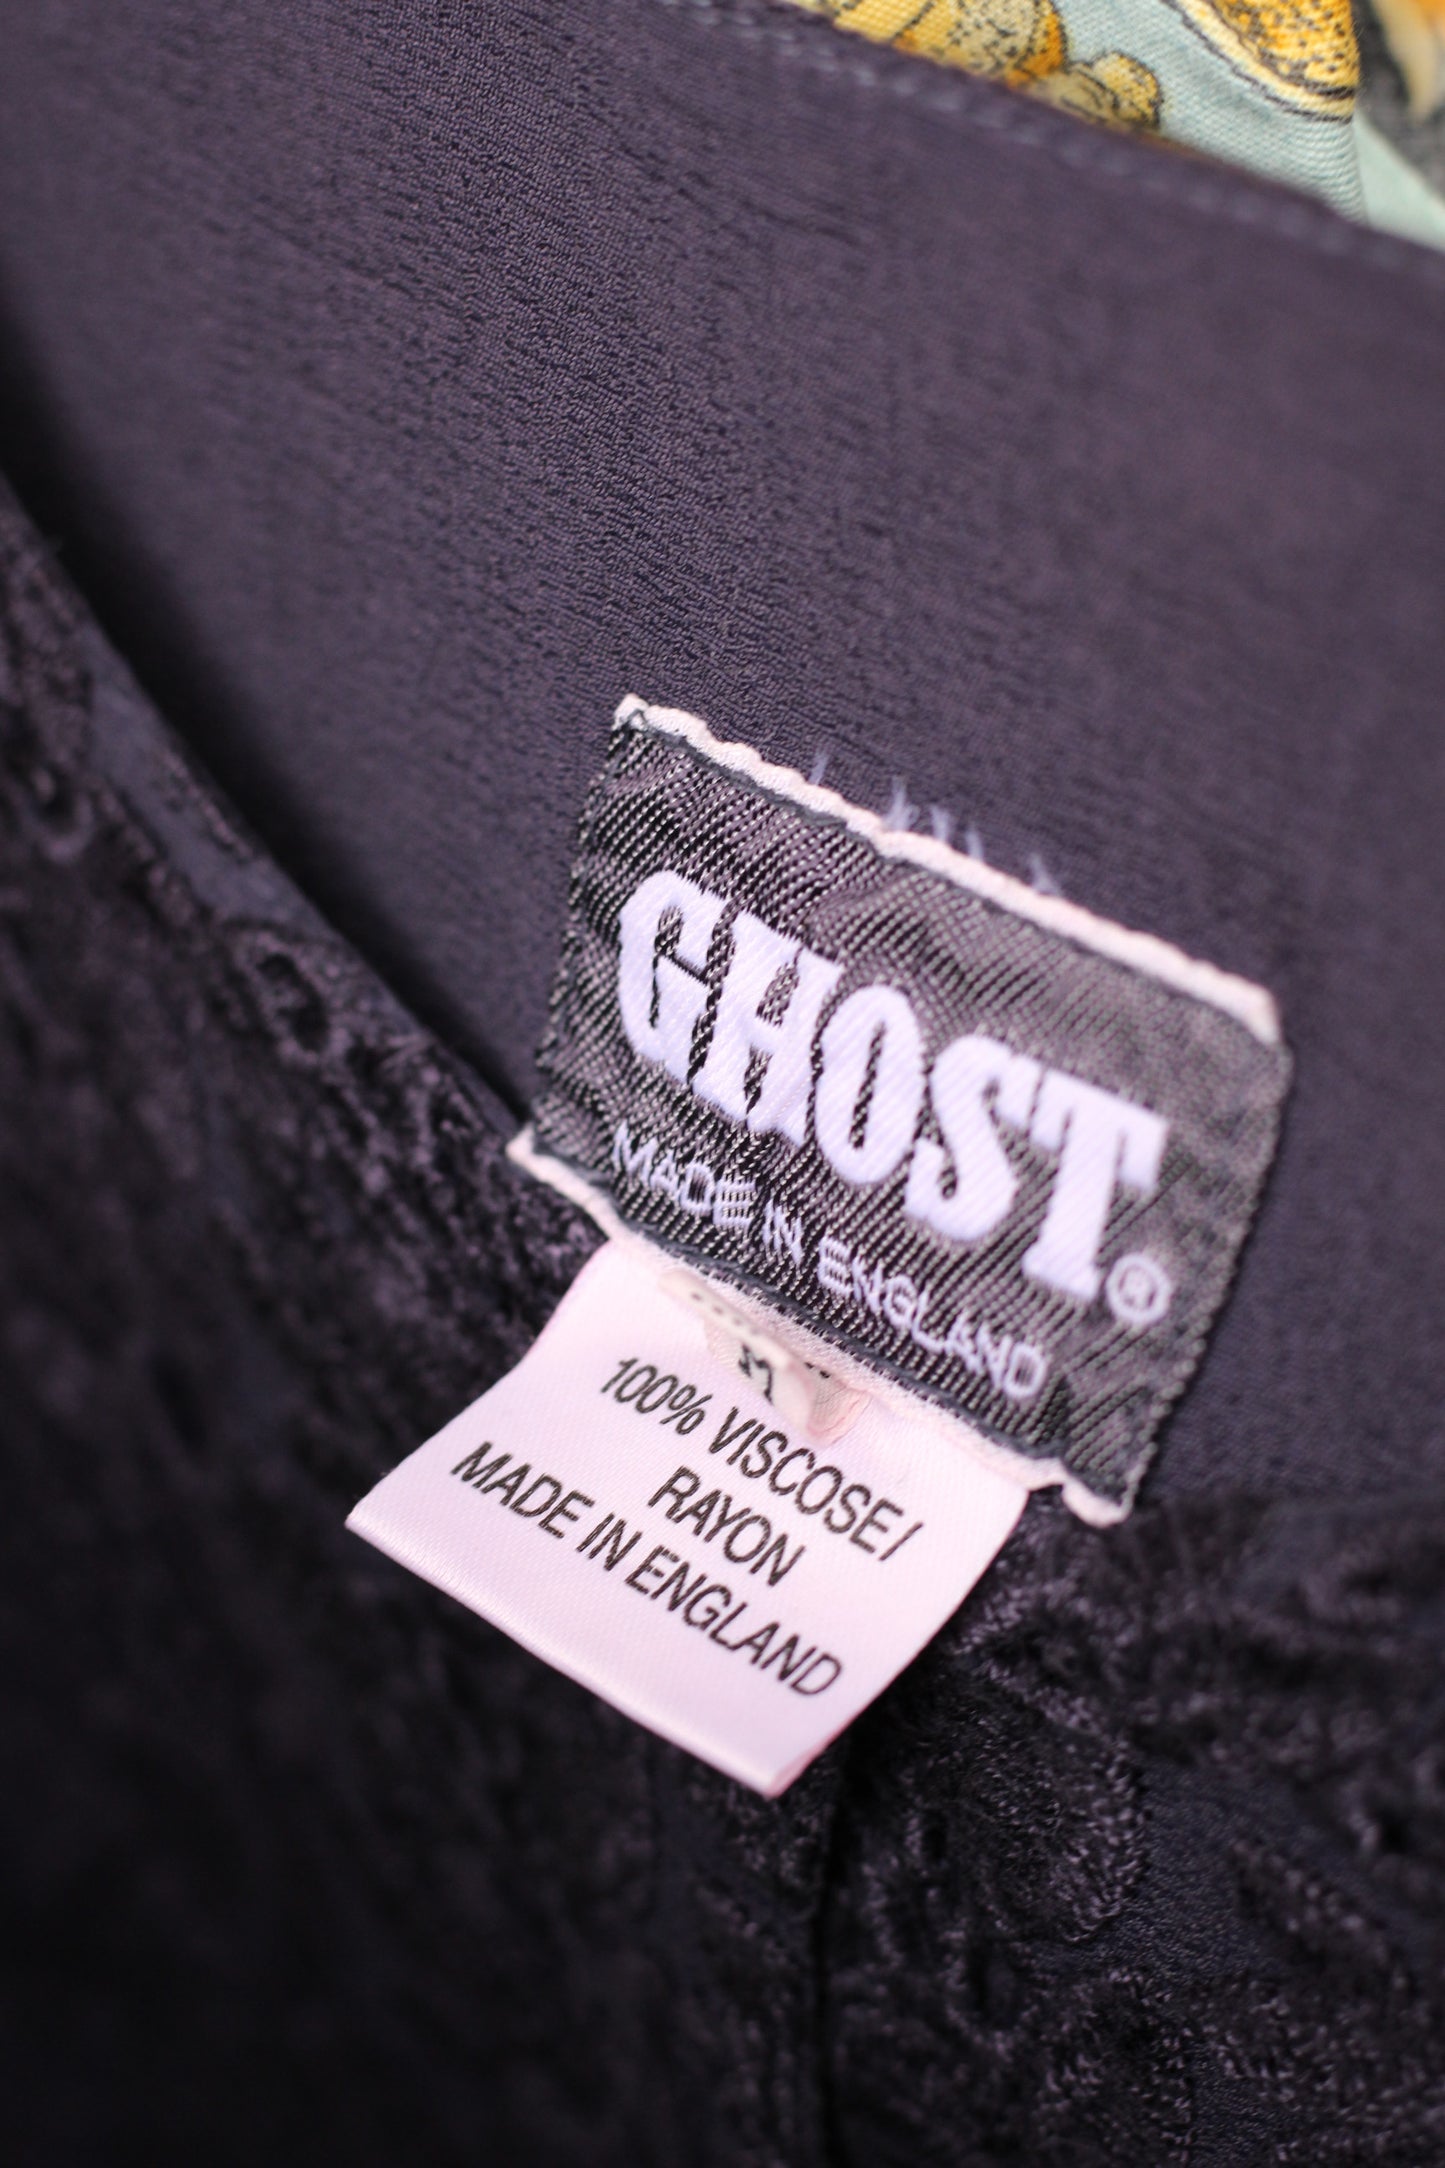 GHOST®
MADE IN ENGLAND
M
100% VISCOSE/
RAYON
MADE IN ENGLAND